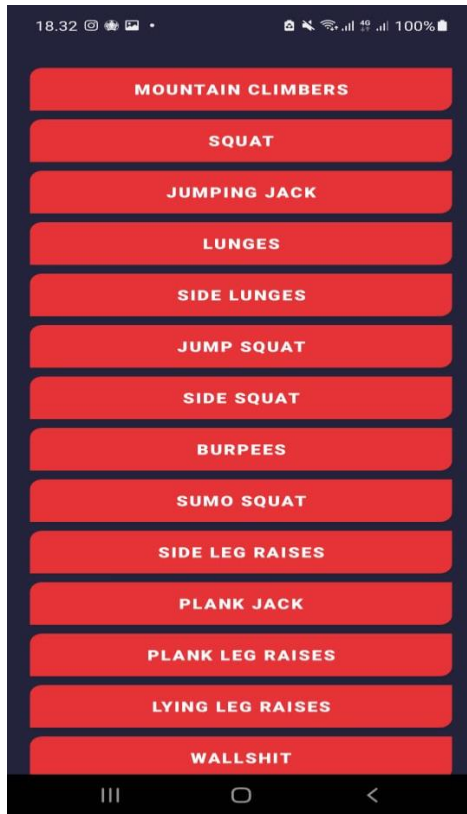 18.32 4G 100%
MOUNTAIN CLIMBERS
SQUAT
JUMPING JACK
LUNGES
SIDE LUNGES
JUMP SQUAT
SIDE SQUAT
BURPEES
SUMO SQUAT
SIDE LEG RAISES
PLANK JACK
PLANK LEG RAISES
LYING LEG RAISES
WALLSHIT